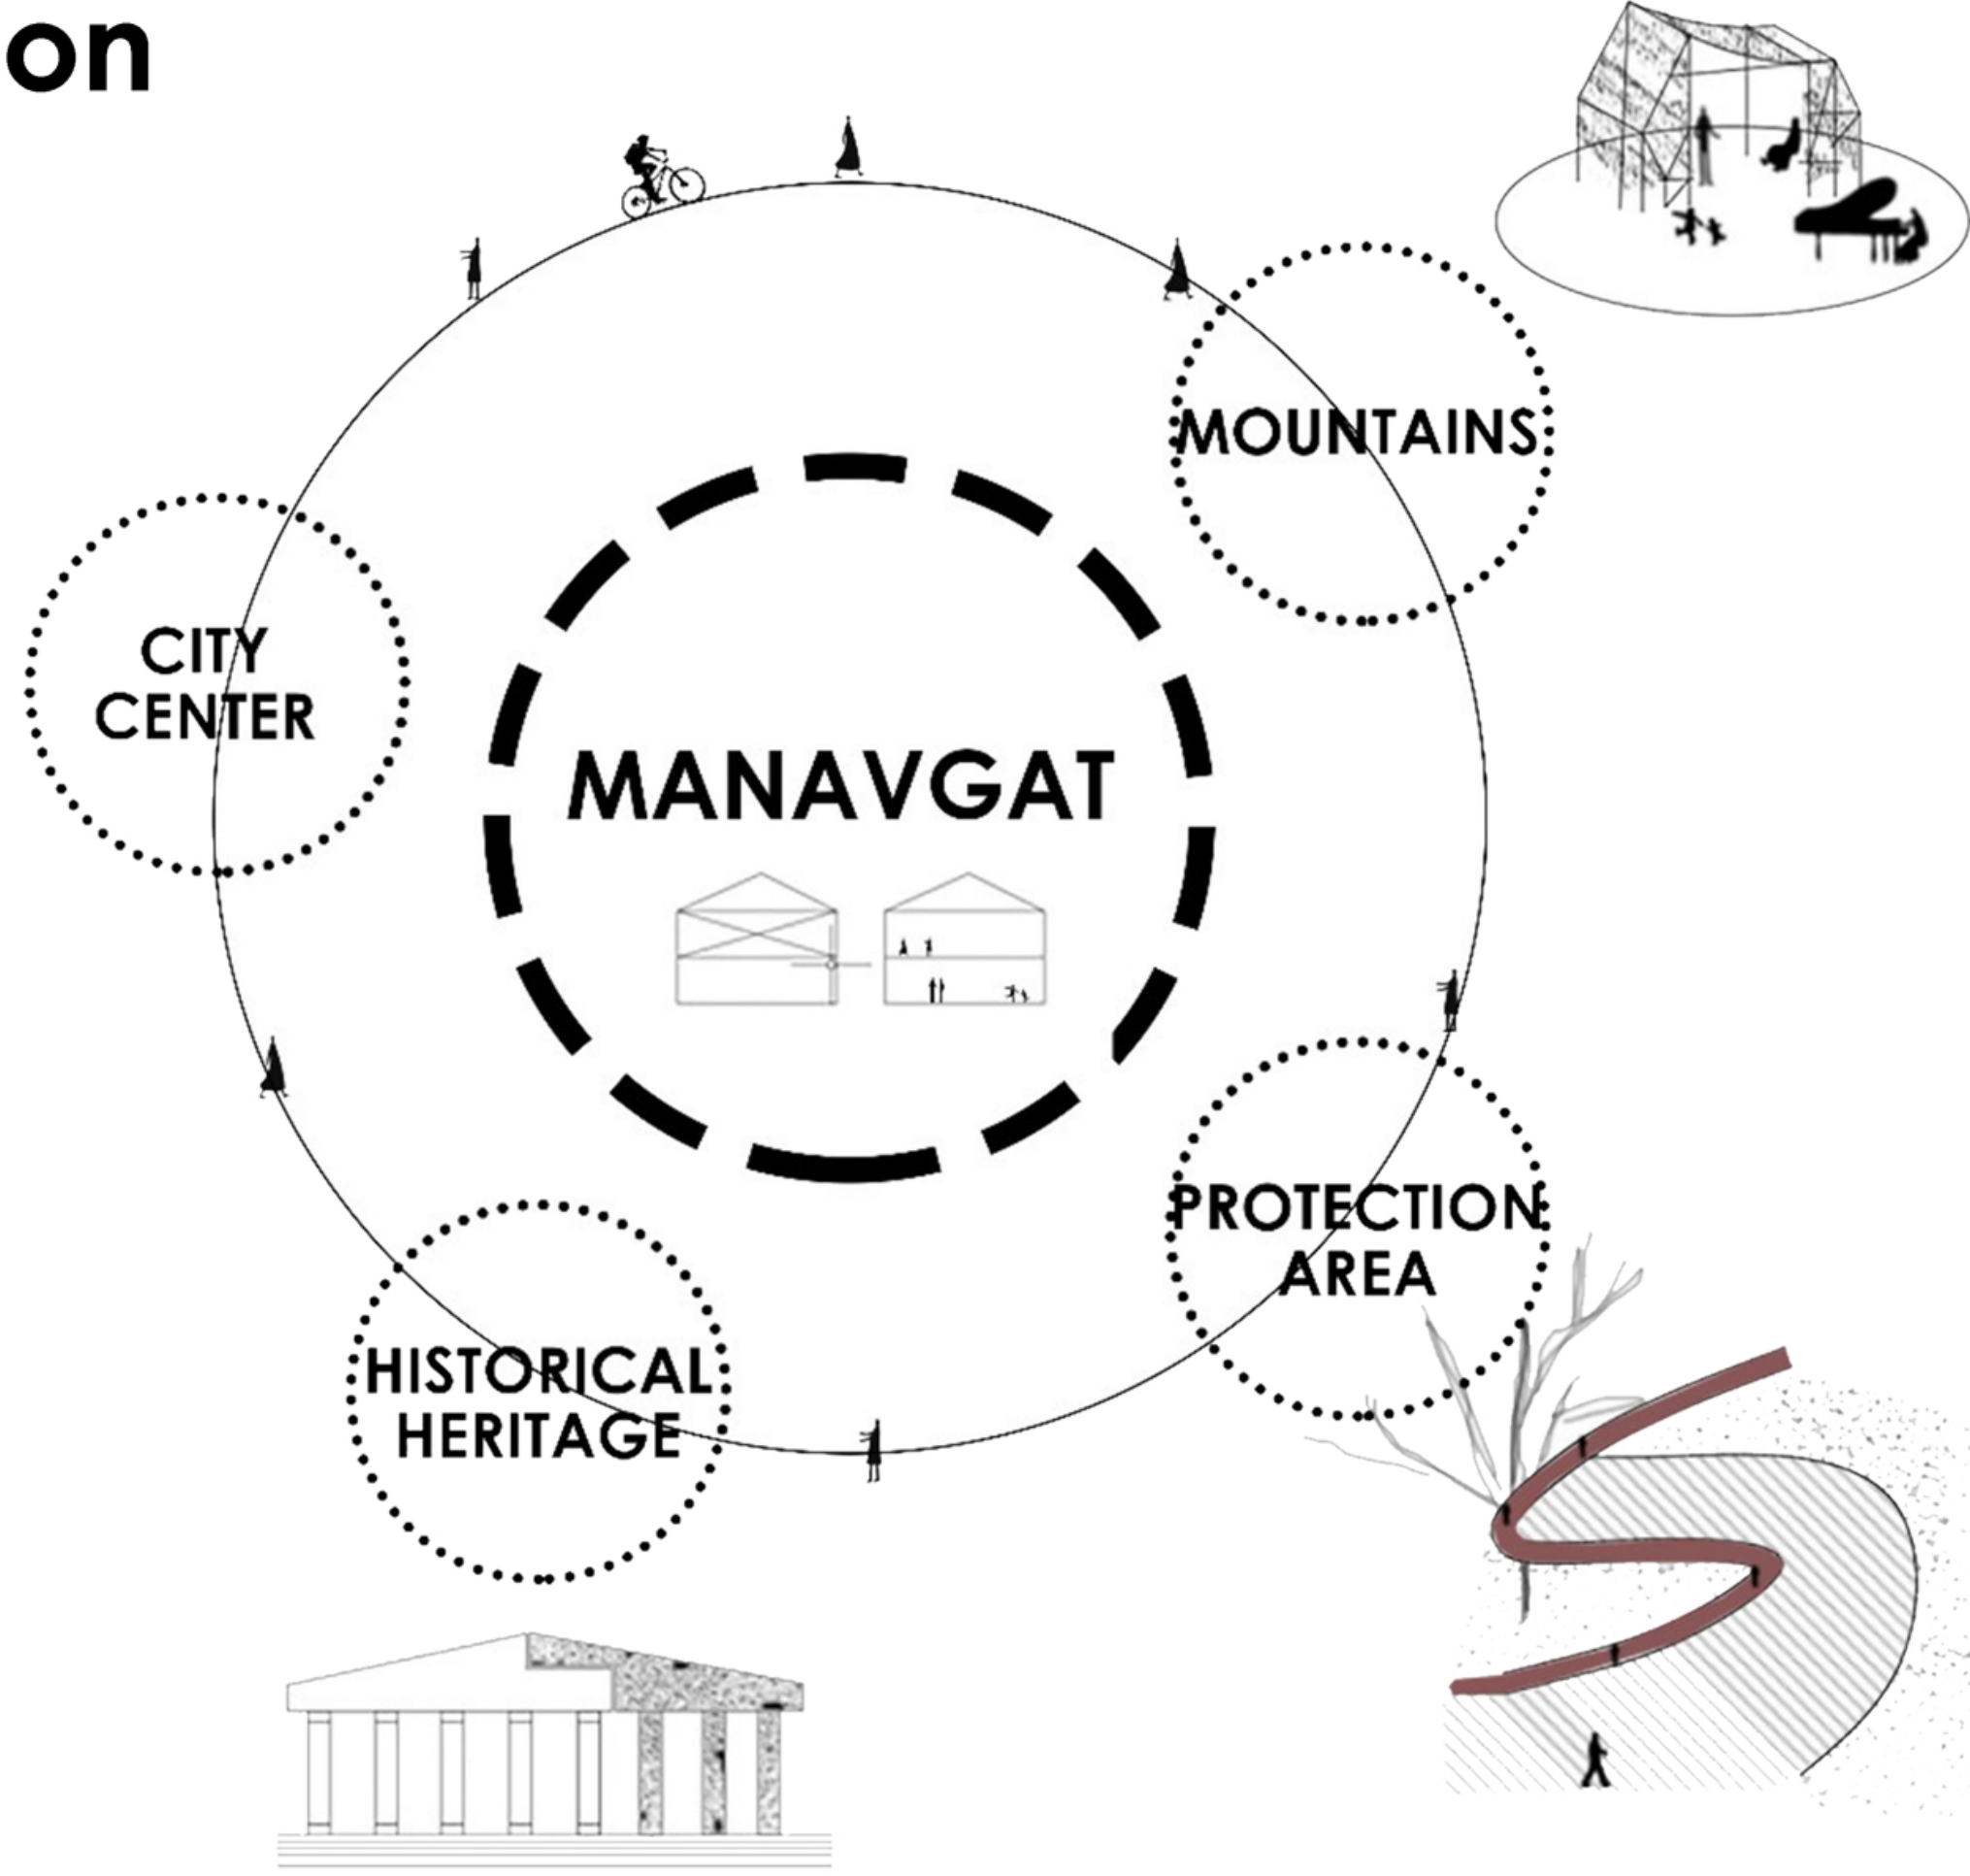 on
MOUNTAINS
CITY
CENTER
MANAVGAT
PROTECTION
AREA
HISTORICAL
HERITAGE